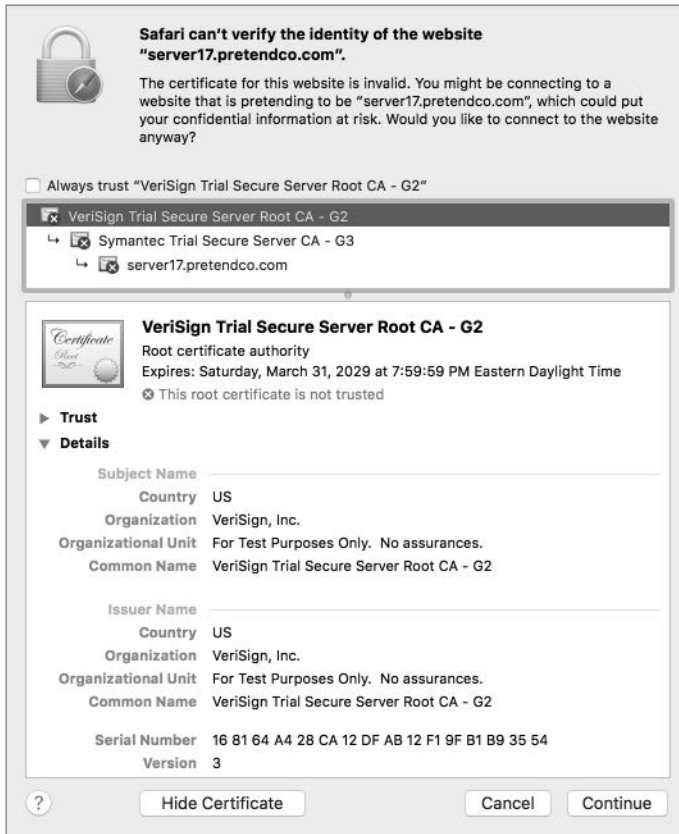 Safari can't verify the identity of the website
“server17.pretendco.com”.
The certificate for this website is invalid. You might be connecting to a
website that is pretending to be “server17.pretendco.com”, which could put
your confidential information at risk. Would you like to connect to the website
anyway?
Always trust “VeriSign Trial Secure Server Root CA - G2”
VeriSign Trial Secure Server Root CA - G2
Symantec Trial Secure Server CA - G3
server17.pretendco.com
Certificate
Root
VeriSign Trial Secure Server Root CA - G2
Root certificate authority
Expires: Saturday, March 31, 2029 at 7:59:59 PM Eastern Daylight Time
This root certificate is not trusted
Trust
Details
Subject Name
Country US
Organization VeriSign, Inc.
Organizational Unit For Test Purposes Only. No assurances.
Common Name VeriSign Trial Secure Server Root CA - G2
Issuer Name
Country US
Organization VeriSign, Inc.
Organizational Unit For Test Purposes Only. No assurances.
Common Name VeriSign Trial Secure Server Root CA - G2
Serial Number 16 81 64 A4 28 CA 12 DF AB 12 F1 9F B1 B9 35 54
Version 3
? Hide Certificate Cancel Continue